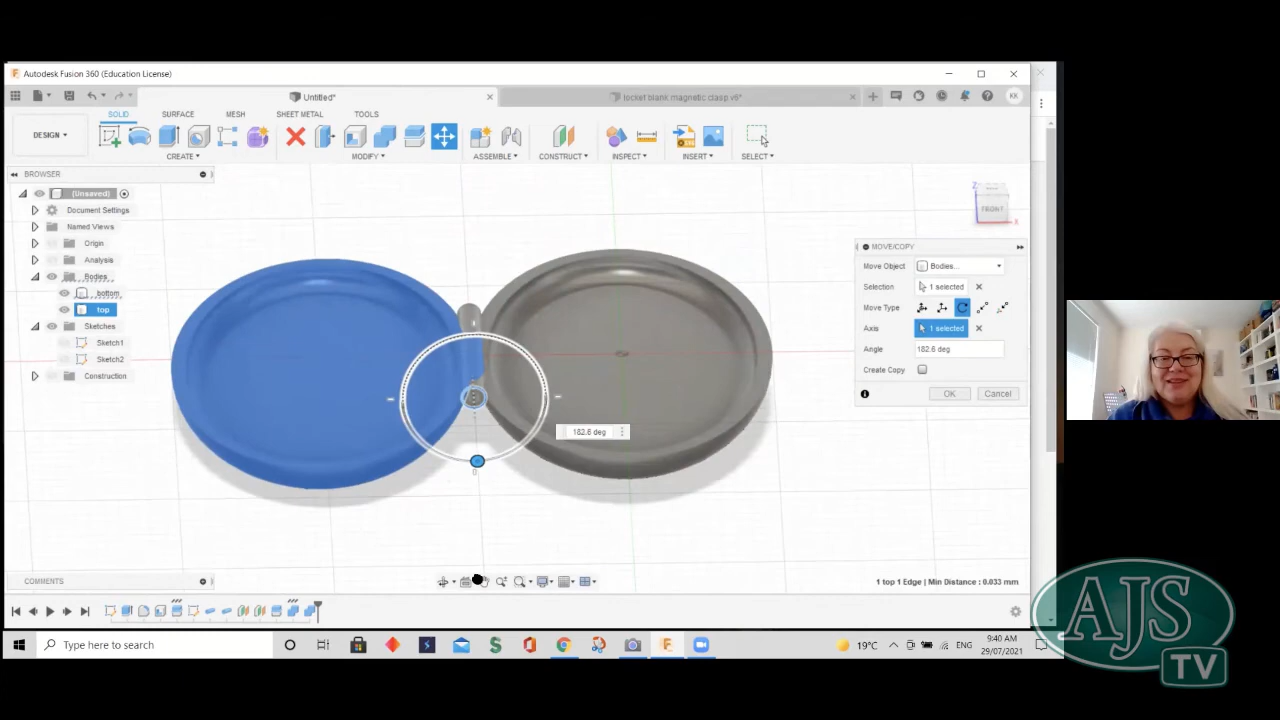 Autodesk Fusion 360 (Education License)
Untitled*
locket blank magnetic clasp v6*
KK
DESIGN
SOLID
SURFACE
MESH
SHEET METAL
TOOLS
CREATE
MODIFY
ASSEMBLE
CONSTRUCT
INSPECT
INSERT
SELECT
BROWSER
(Unsaved)
Document Settings
Named Views
Origin
Analysis
Bodies
bottom
top
Sketches
Sketch1
Sketch2
Construction
Z
FRONT
X
MOVE/COPY
Move Object
Bodies...
Selection
1 selected
Move Type
Axis
1 selected
Angle
182.6 deg
Create Copy
OK
Cancel
182.6 deg
0
COMMENTS
1 top 1 Edge | Min Distance : 0.033 mm
Type here to search
19°C
ENG
9:40 AM
29/07/2021
AJS
TV